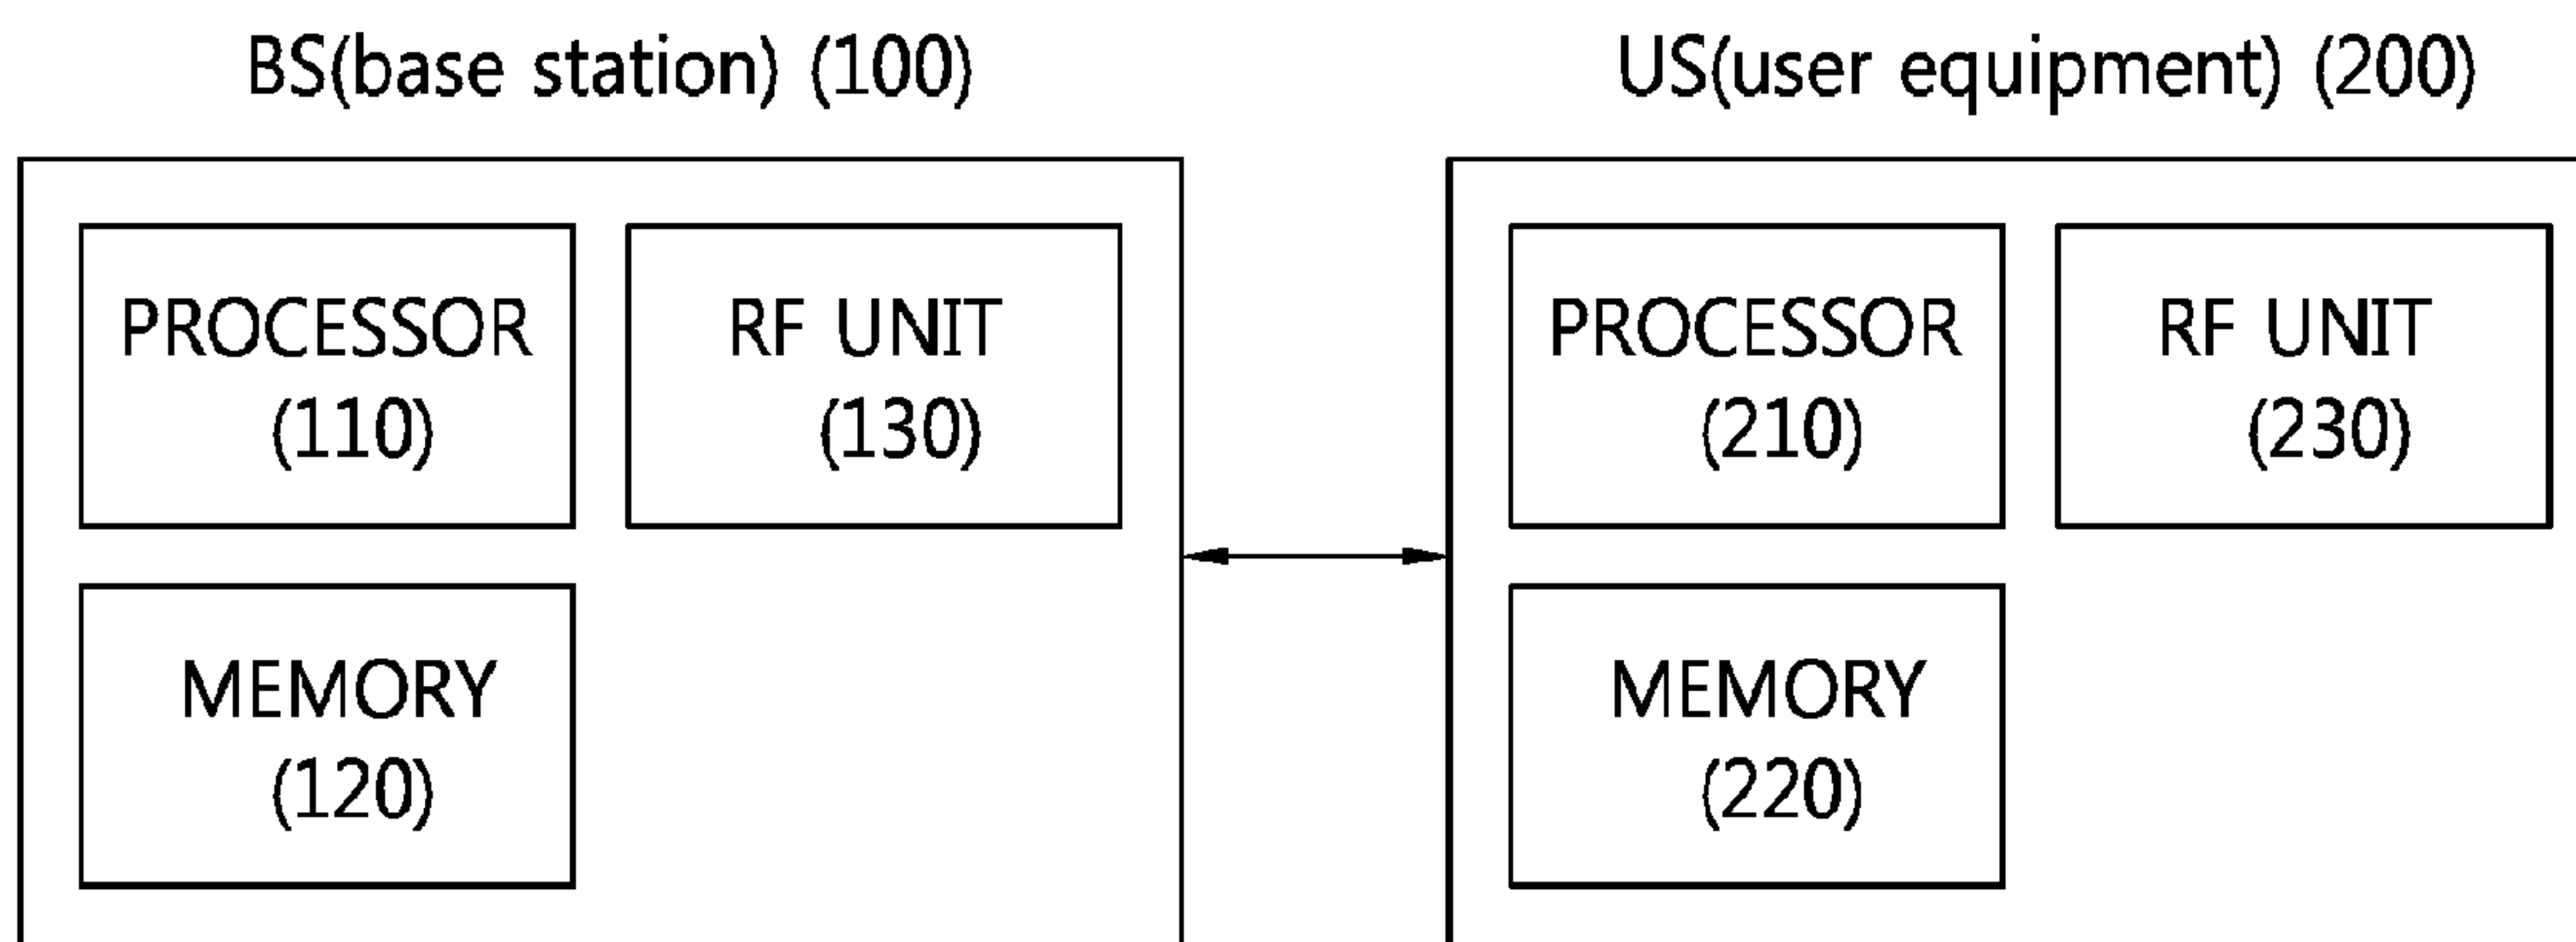 BS(base station) (100)
US(user equipment) (200)
PROCESSOR
(110)
RF UNIT
(130)
MEMORY
(120)
PROCESSOR
(210)
RF UNIT
(230)
MEMORY
(220)